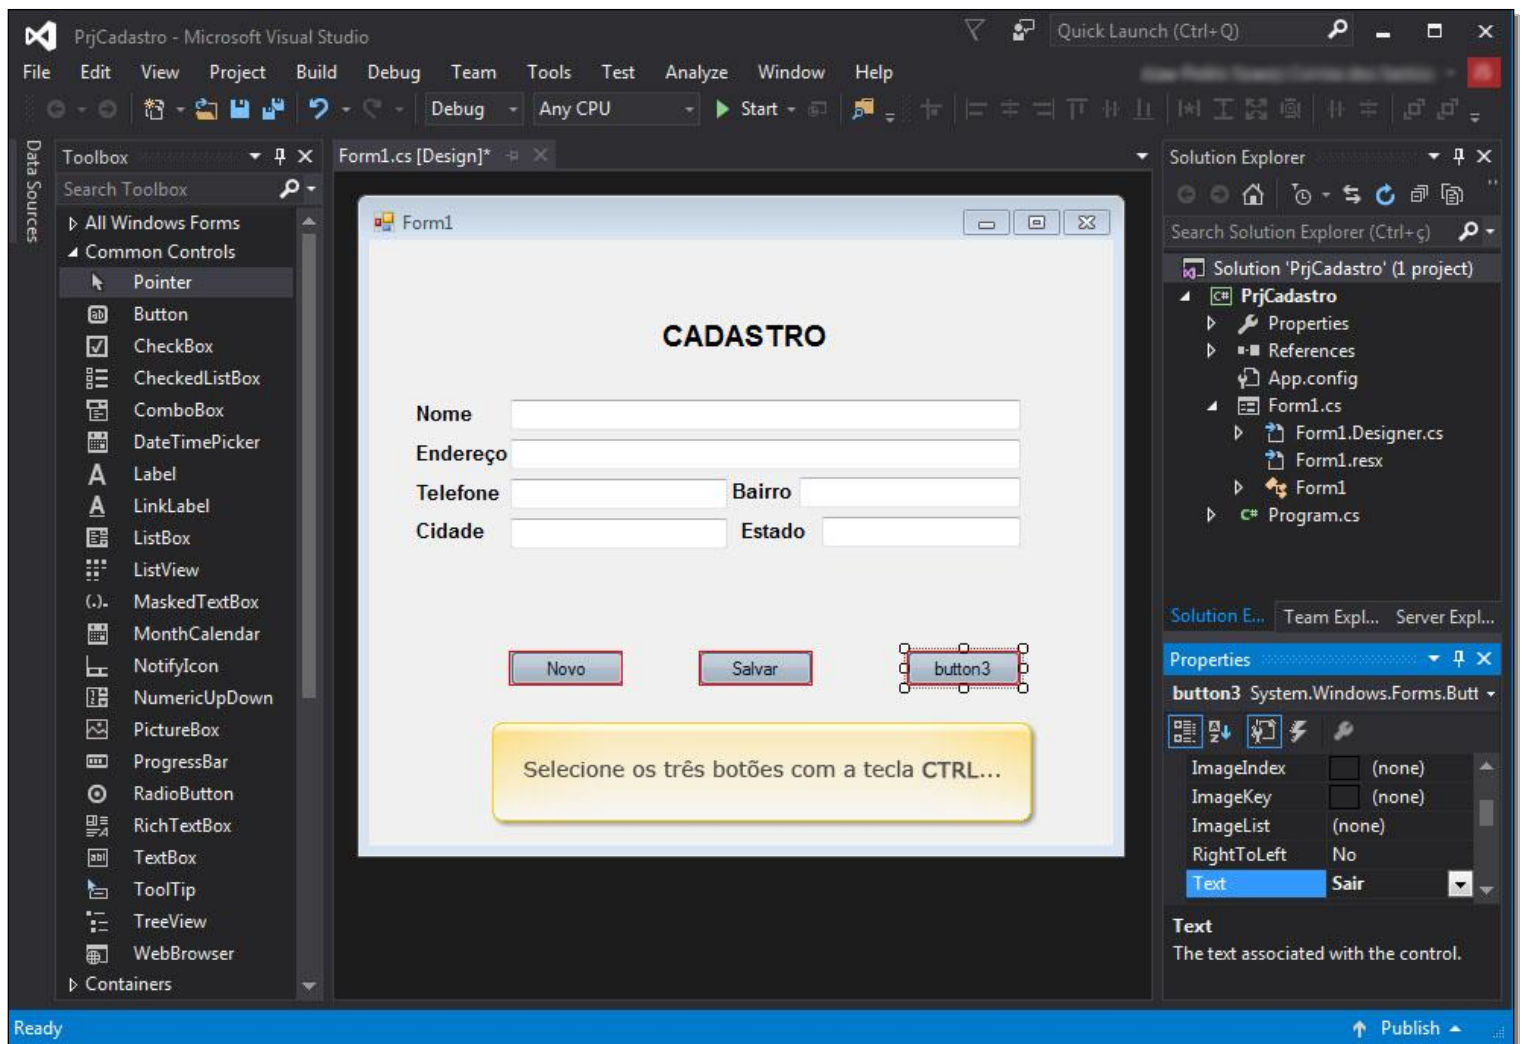 PrjCadastro - Microsoft Visual Studio
Quick Launch (Ctrl+Q)
File Edit View Project Build Debug Team Tools Test Analyze Window Help
Debug Any CPU Start
Data Sources
Toolbox
Search Toolbox
All Windows Forms
Common Controls
Pointer
Button
CheckBox
CheckedListBox
ComboBox
DateTimePicker
Label
LinkLabel
ListBox
ListView
MaskedTextBox
MonthCalendar
NotifyIcon
NumericUpDown
PictureBox
ProgressBar
RadioButton
RichTextBox
TextBox
ToolTip
TreeView
WebBrowser
Containers
Form1.cs [Design]*
Form1
CADASTRO
Nome
Endereço
Telefone Bairro
Cidade Estado
Novo Salvar button3
Selecione os três botões com a tecla CTRL...
Solution Explorer
Search Solution Explorer (Ctrl+ç)
Solution 'PrjCadastro' (1 project)
PrjCadastro
Properties
References
App.config
Form1.cs
Form1.Designer.cs
Form1.resx
Form1
Program.cs
Solution E... Team Expl... Server Expl...
Properties
button3 System.Windows.Forms.Butt
ImageIndex (none)
ImageKey (none)
ImageList (none)
RightToLeft No
Text Sair
Text
The text associated with the control.
Ready
Publish